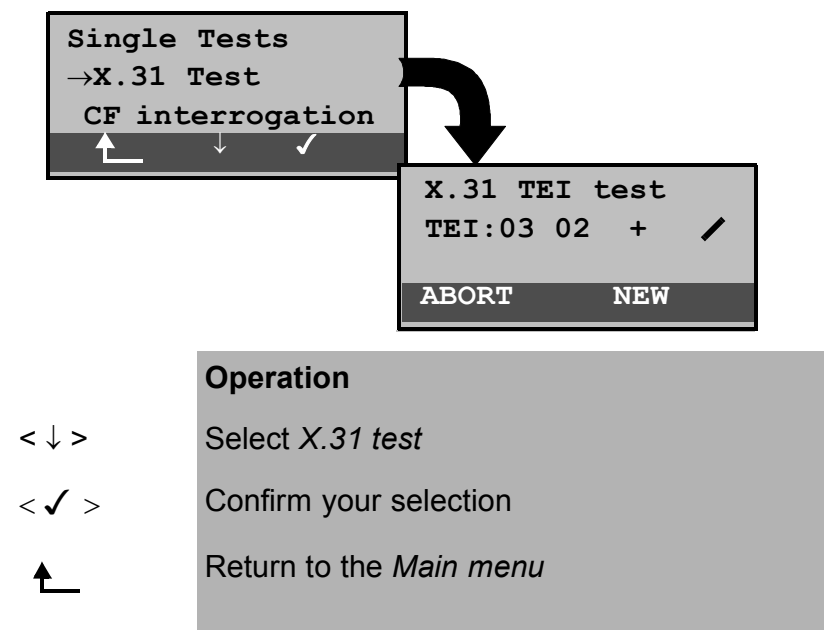 Single Tests
→X.31 Test
CF interrogation
↓ ✓
X.31 TEI test
TEI:03 02 +
ABORT NEW
Operation
< ↓ > Select X.31 test
< ✓ > Confirm your selection
Return to the Main menu